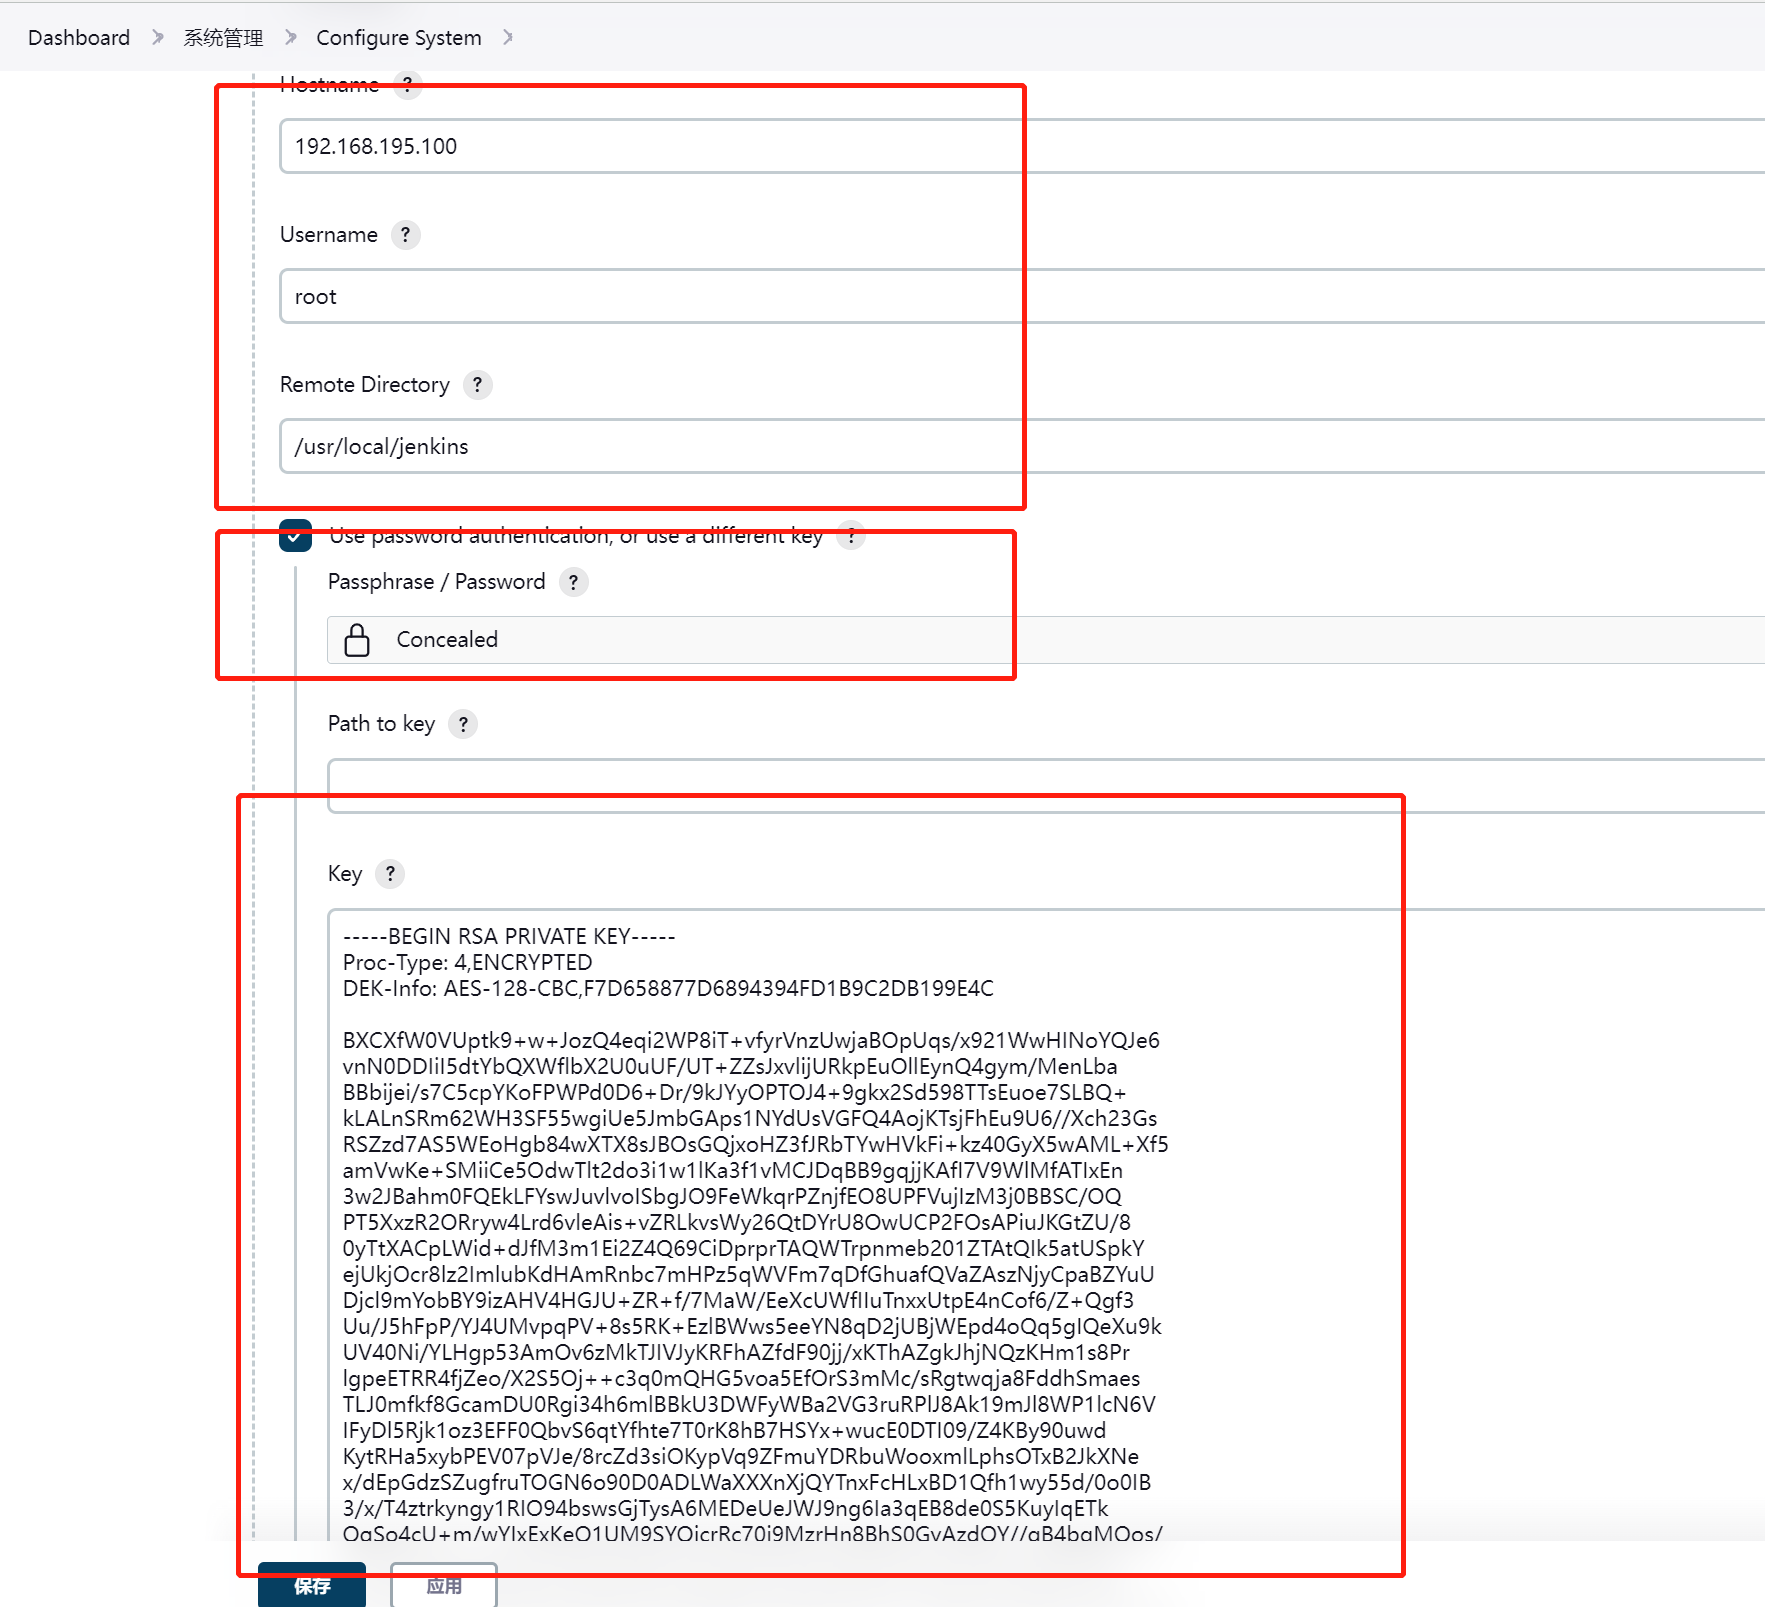 Dashboard
系统管理
Configure System
Hostname ?
192.168.195.100
Username ?
root
Remote Directory ?
/usr/local/jenkins
Use password authentication, or use a different key ?
Passphrase / Password ?
Concealed
Path to key ?
Key ?
-----BEGIN RSA PRIVATE KEY-----
Proc-Type: 4,ENCRYPTED
DEK-Info: AES-128-CBC,F7D658877D6894394FD1B9C2DB199E4C
BXCXfW0VUptk9+w+JozQ4eqi2WP8iT+vfyrVnzUwjaBOpUqs/x921WwHINoYQJe6
vnN0DDIiI5dtYbQXWflbX2U0uUF/UT+ZZsJxvlijURkpEuOllEynQ4gym/MenLba
BBbijei/s7C5cpYKoFPWPd0D6+Dr/9kJYyOPTOJ4+9gkx2Sd598TTsEuoe7SLBQ+
kLALnSRm62WH3SF55wgiUe5JmbGAps1NYdUsVGFQ4AojKTsjFhEu9U6//Xch23Gs
RSZzd7AS5WEoHgb84wXTX8sJBOsGQjxoHZ3fJRbTYwHVkFi+kz40GyX5wAML+Xf5
amVwKe+SMiiCe5OdwTlt2do3i1w1lKa3f1vMCJDqBB9gqjjKAfI7V9WlMfATIxEn
3w2JBahm0FQEkLFYswJuvlvoISbgJO9FeWkqrPZnjfEO8UPFVujIzM3j0BBSC/OQ
PT5XxzR2ORryw4Lrd6vleAis+vZRLkvsWy26QtDYrU8OwUCP2FOsAPiuJKGtZU/8
0yTtXACpLWid+dJfM3m1Ei2Z4Q69CiDprprTAQWTrpnmeb201ZTAtQIk5atUSpkY
ejUkjOcr8lz2ImlubKdHAmRnbc7mHPz5qWVFm7qDfGhuafQVaZAszNjyCpaBZYuU
Djcl9mYobBY9izAHV4HGJU+ZR+f/7MaW/EeXcUWfIIuTnxxUtpE4nCof6/Z+Qgf3
Uu/J5hFpP/YJ4UMvpqPV+8s5RK+EzlBWws5eeYN8qD2jUBjWEpd4oQq5gIQeXu9k
UV40Ni/YLHgp53AmOv6zMkTJIVJyKRFhAZfdF90jj/xKThAZgkJhjNQzKHm1s8Pr
lgpeETRR4fjZeo/X2S5Oj++c3q0mQHG5voa5EfOrS3mMc/sRgtwqja8FddhSmaes
TLJ0mfkf8GcamDU0Rgi34h6mlBBkU3DWFyWBa2VG3ruRPlJ8Ak19mJl8WP1lcN6V
IFyDl5Rjk1oz3EFF0QbvS6qtYfhte7T0rK8hB7HSYx+wucE0DTI09/Z4KBy90uwd
KytRHa5xybPEV07pVJe/8rcZd3siOKypVq9ZFmuYDRbuWooxmlLphsOTxB2JkXNe
x/dEpGdzSZugfruTOGN6o90D0ADLWaXXXnXjQYTnxFcHLxBD1Qfh1wy55d/0o0IB
3/x/T4ztrkyngy1RIO94bswsGjTysA6MEDeUeJWJ9ng6Ia3qEB8de0S5KuyIqETk
保存
应用